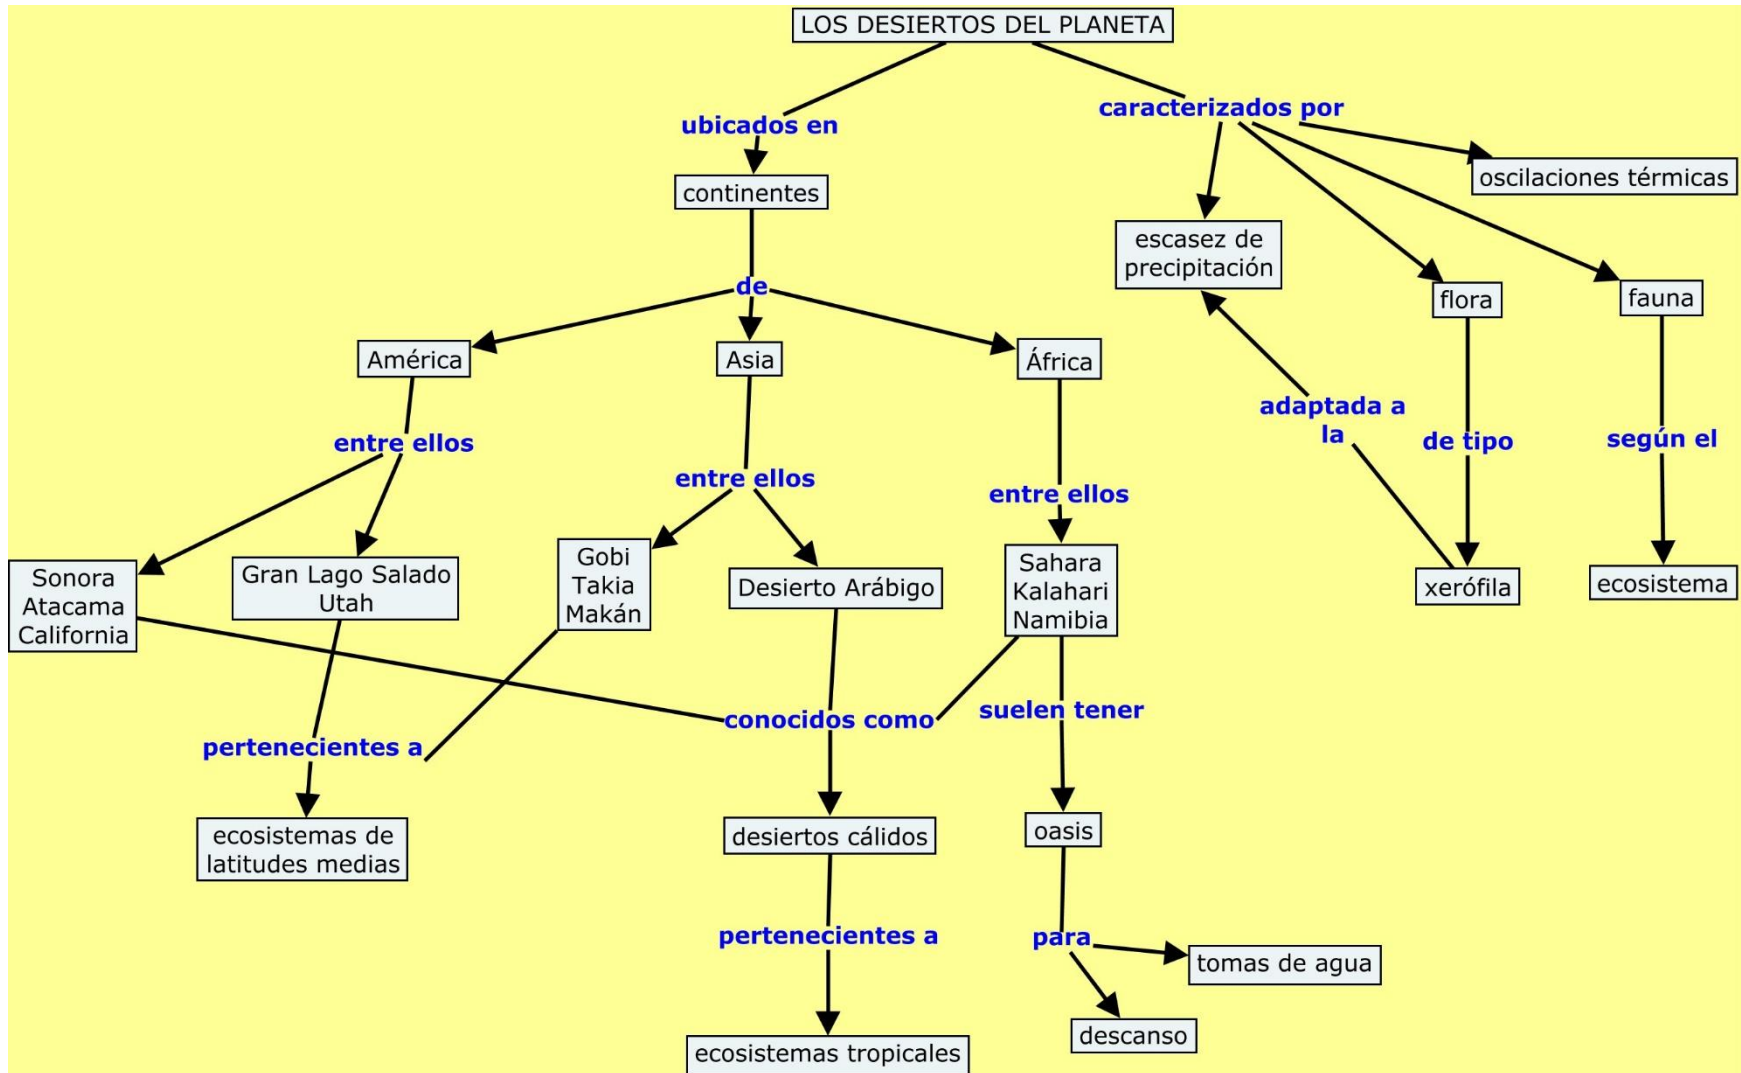 LOS DESIERTOS DEL PLANETA
ubicados en
caracterizados por
continentes
oscilaciones térmicas
escasez de
precipitación
flora
fauna
de
América
Asia
África
adaptada a
la
de tipo
según el
entre ellos
entre ellos
entre ellos
Sonora
Atacama
California
Gran Lago Salado
Utah
Gobi
Takia
Makán
Desierto Arábigo
Sahara
Kalahari
Namibia
xerófila
ecosistema
pertenecientes a
conocidos como
suelen tener
ecosistemas de
latitudes medias
desiertos cálidos
oasis
pertenecientes a
para
tomas de agua
descanso
ecosistemas tropicales